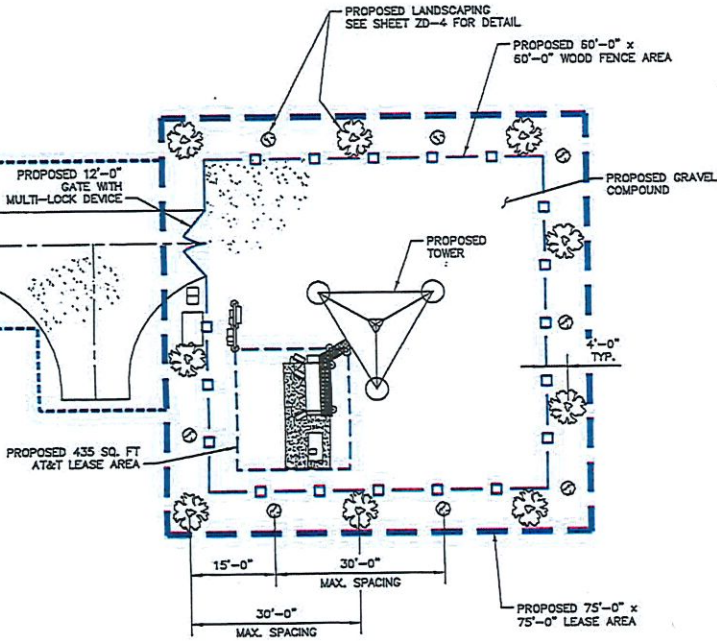 PROPOSED LANDSCAPING
SEE SHEET ZD-4 FOR DETAIL
PROPOSED 60'-0" x
60'-0" WOOD FENCE AREA
PROPOSED 12'-0"
GATE WITH
MULTI-LOCK DEVICE
PROPOSED GRAVEL
COMPOUND
PROPOSED
TOWER
4'-0"
TYP.
PROPOSED 435 SQ. FT
AT&T LEASE AREA
15'-0"
30'-0"
MAX. SPACING
30'-0"
MAX. SPACING
PROPOSED 75'-0" x
75'-0" LEASE AREA